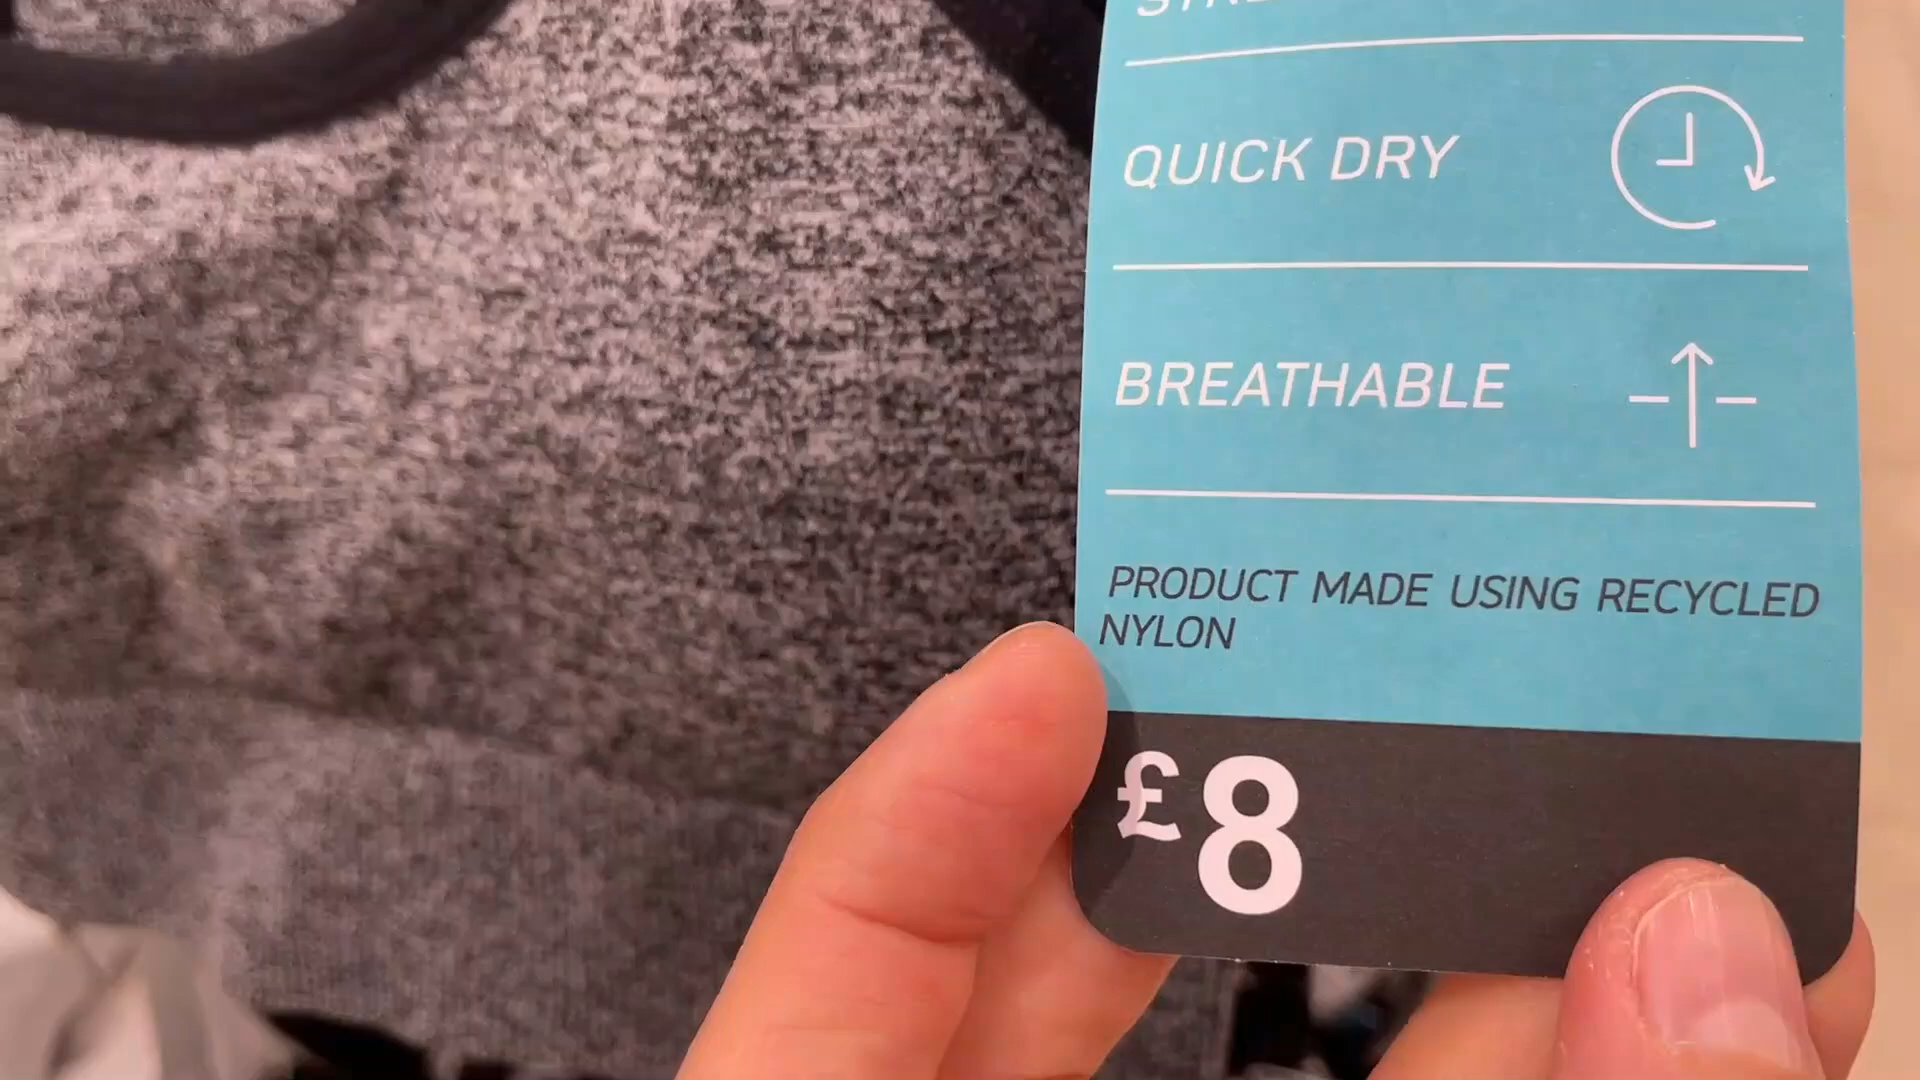 QUICK DRY
BREATHABLE
PRODUCT MADE USING RECYCLED
NYLON
£8